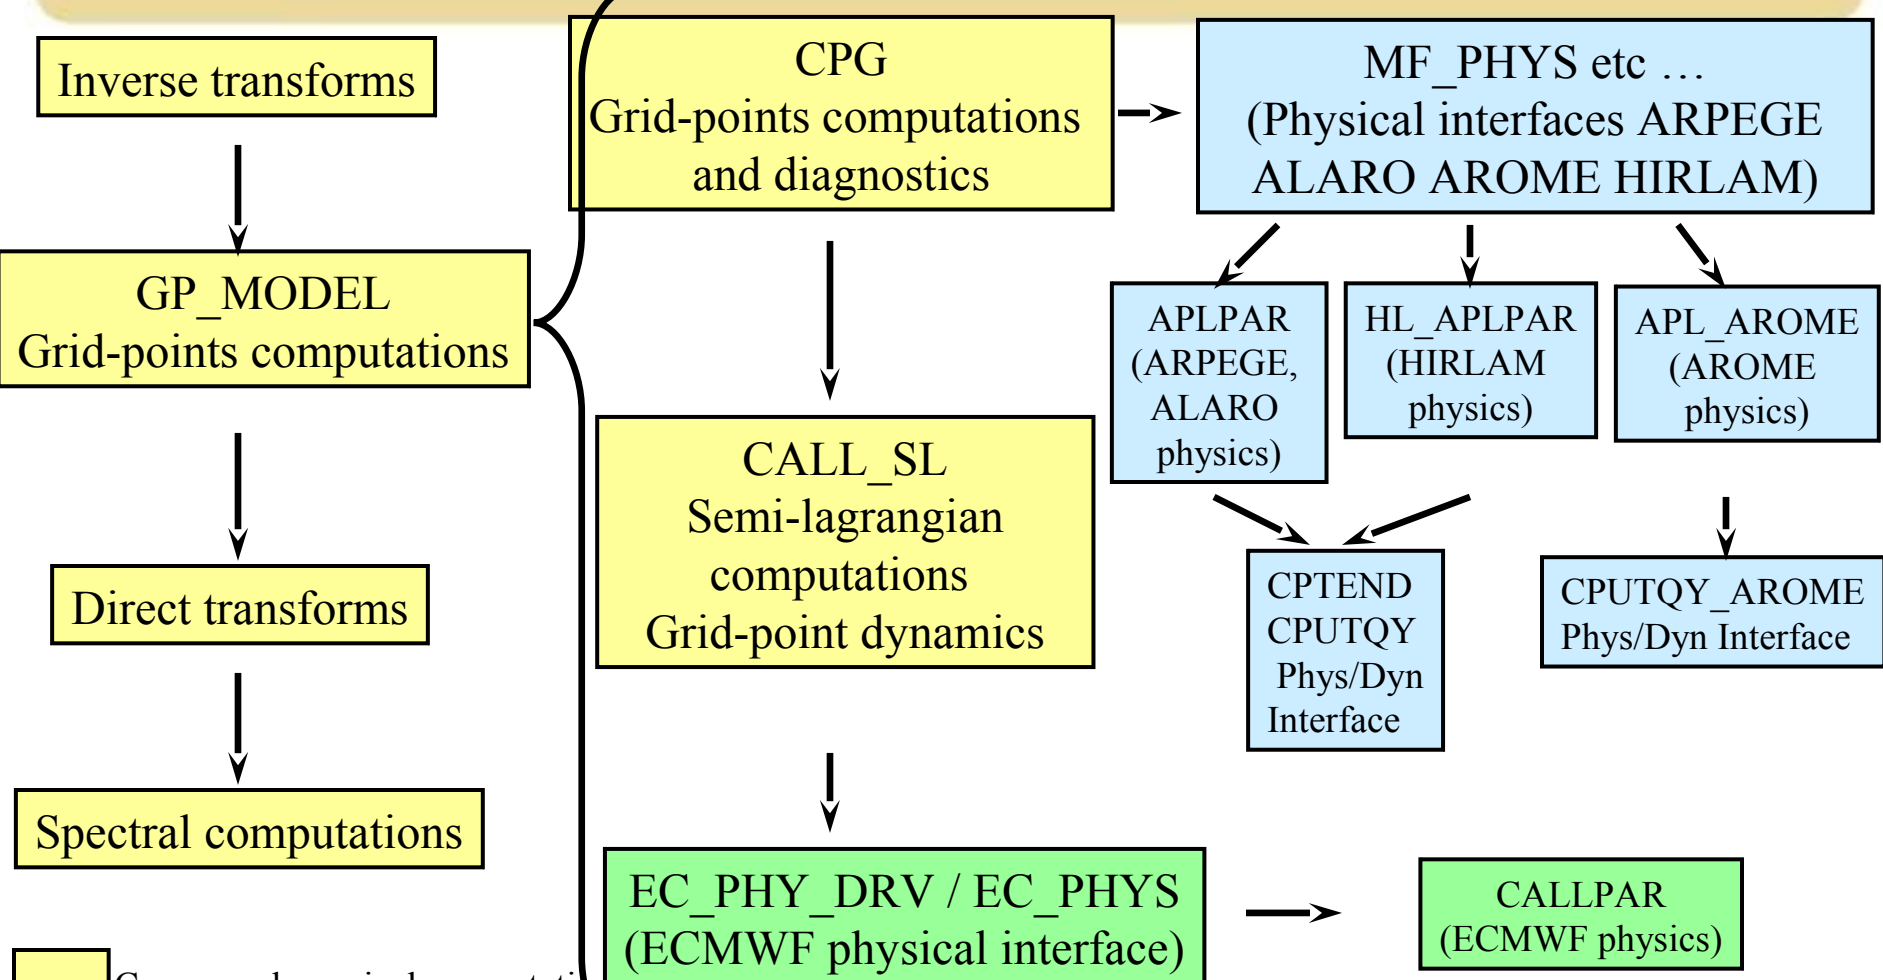 Inverse transforms
GP_MODEL
Grid-points computations
Direct transforms
Spectral computations
CPG
Grid-points computations
and diagnostics
CALL_SL
Semi-lagrangian
computations
Grid-point dynamics
EC_PHY_DRV / EC_PHYS
(ECMWF physical interface)
MF_PHYS etc …
(Physical interfaces ARPEGE
ALARO AROME HIRLAM)
APLPAR
(ARPEGE,
ALARO
physics)
HL_APLPAR
(HIRLAM
physics)
APL_AROME
(AROME
physics)
CPTEND
CPUTQY
Phys/Dyn
Interface
CPUTQY_AROME
Phys/Dyn Interface
CALLPAR
(ECMWF physics)